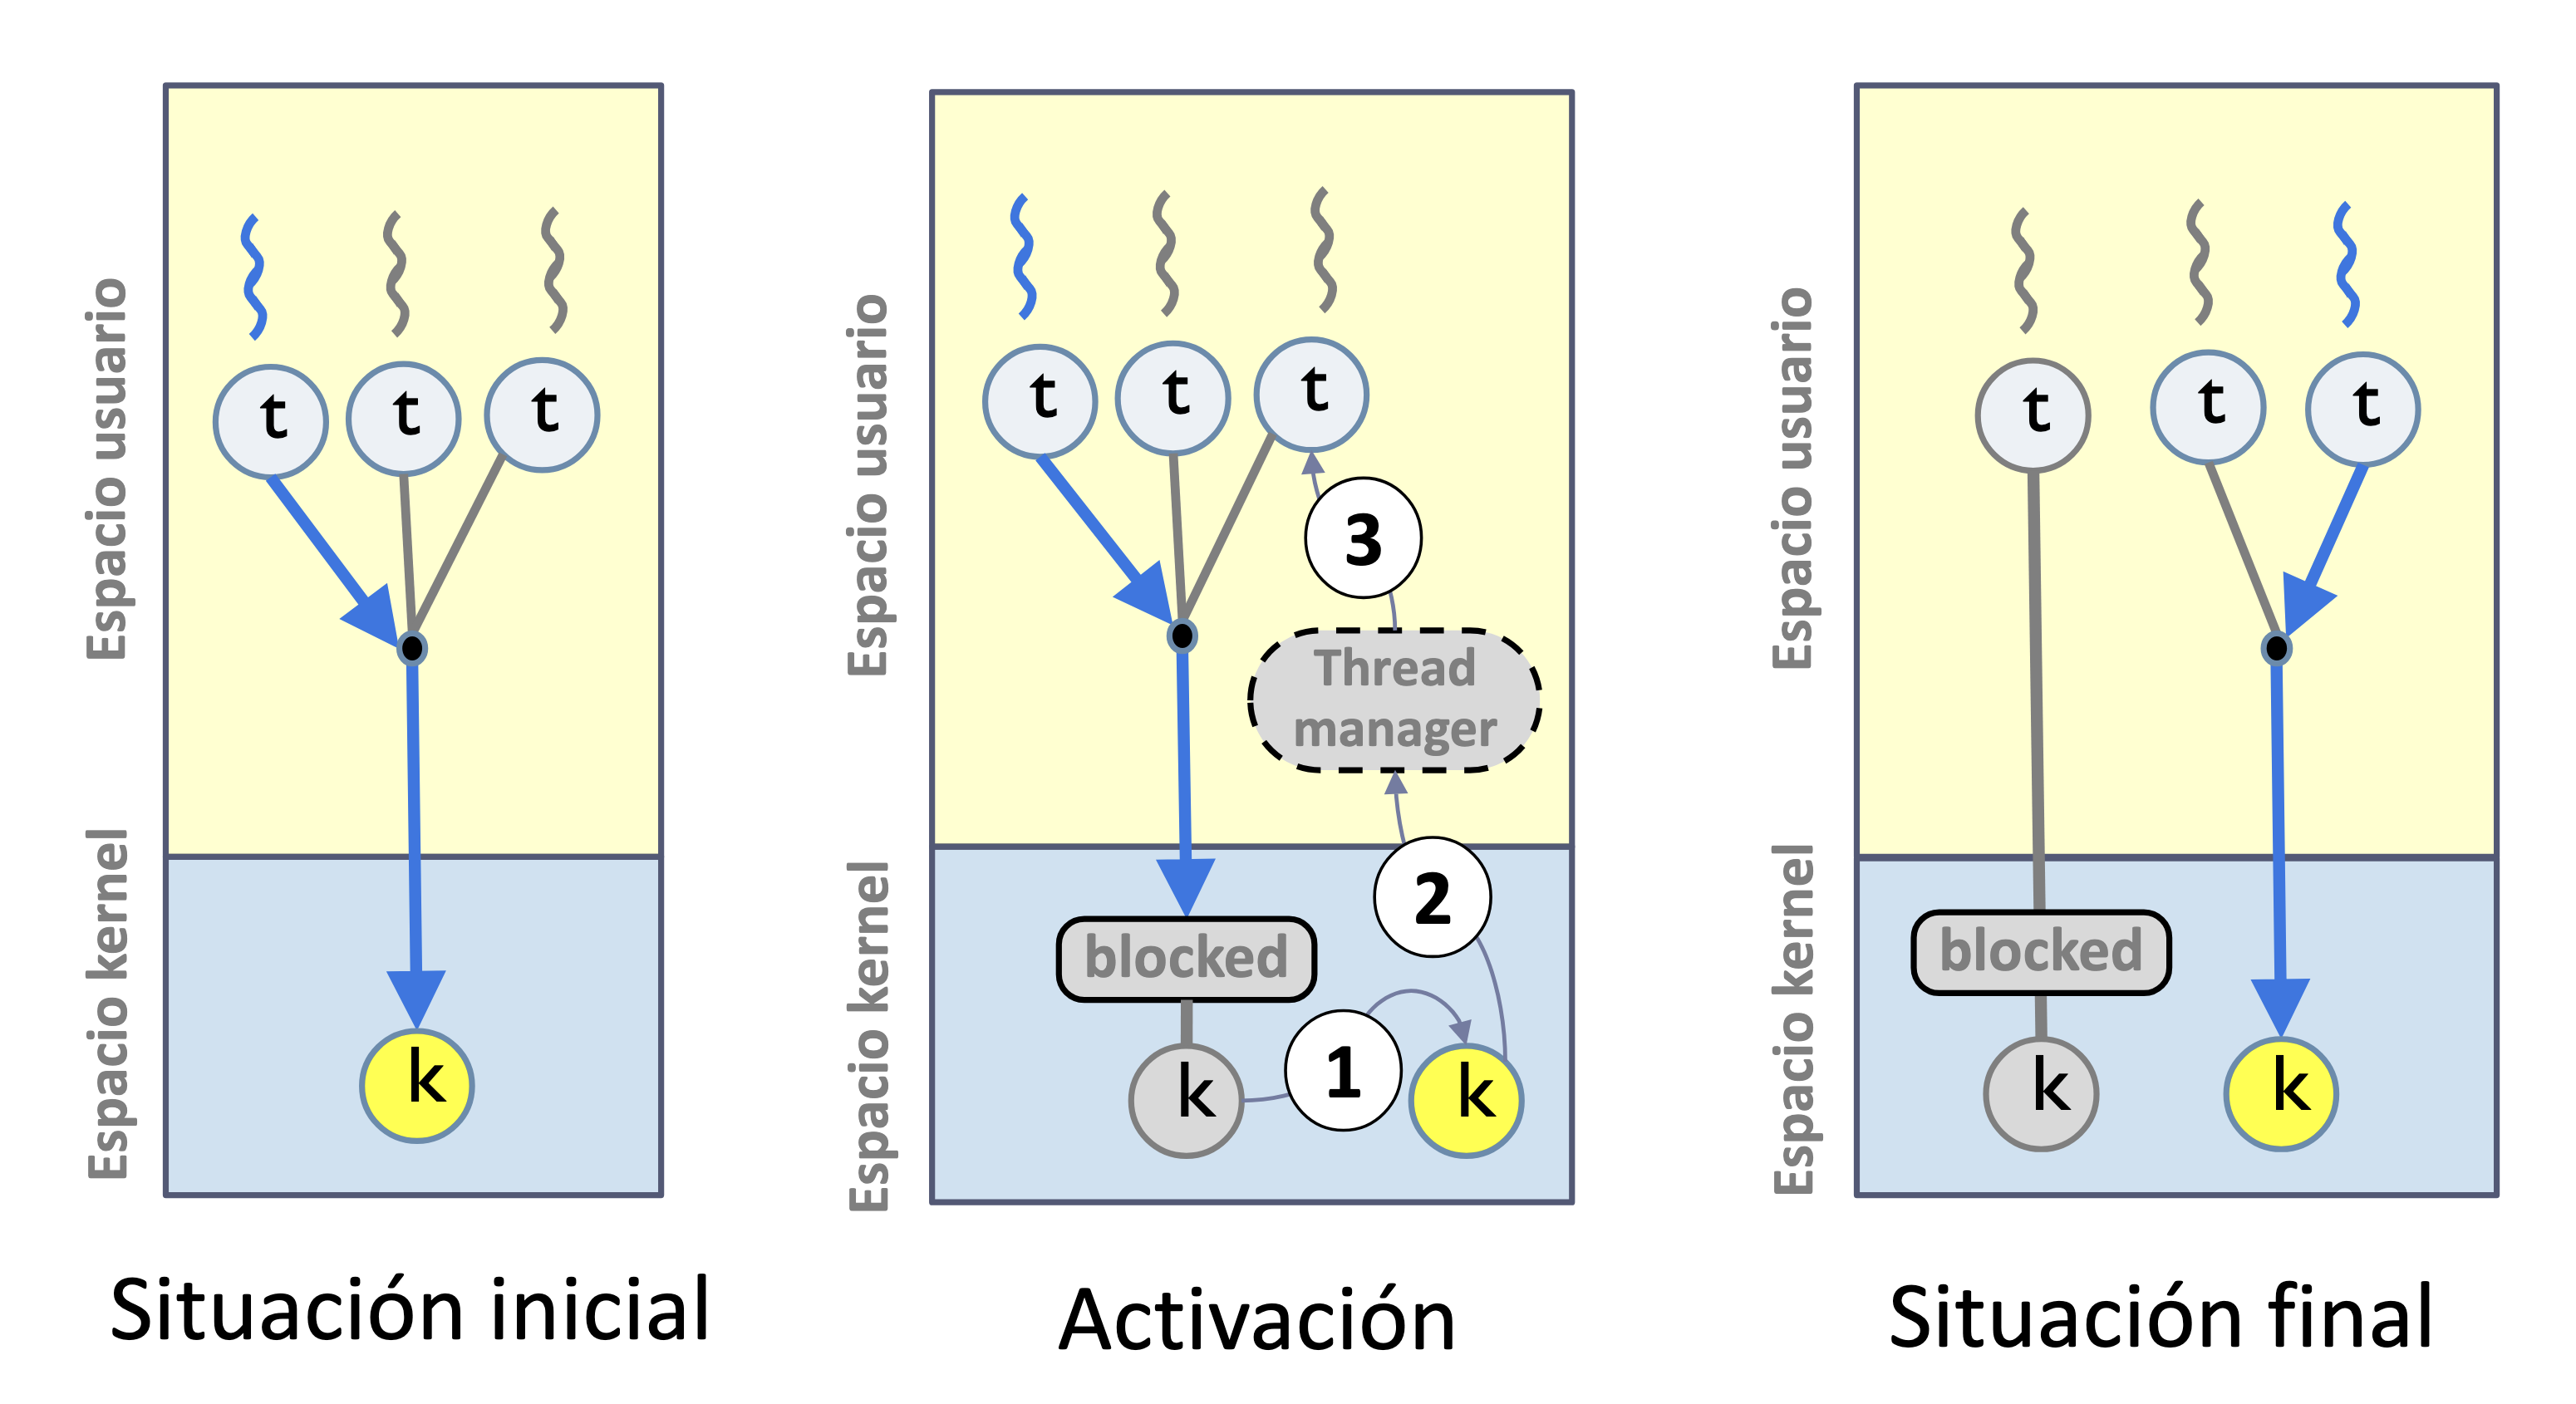 Espacio usuario
Espacio kernel
t
t
t
k
Situación inicial
Espacio usuario
Espacio kernel
t
t
t
3
Thread
manager
2
blocked
1
k
k
Activación
Espacio usuario
Espacio kernel
t
t
t
blocked
k
k
Situación final